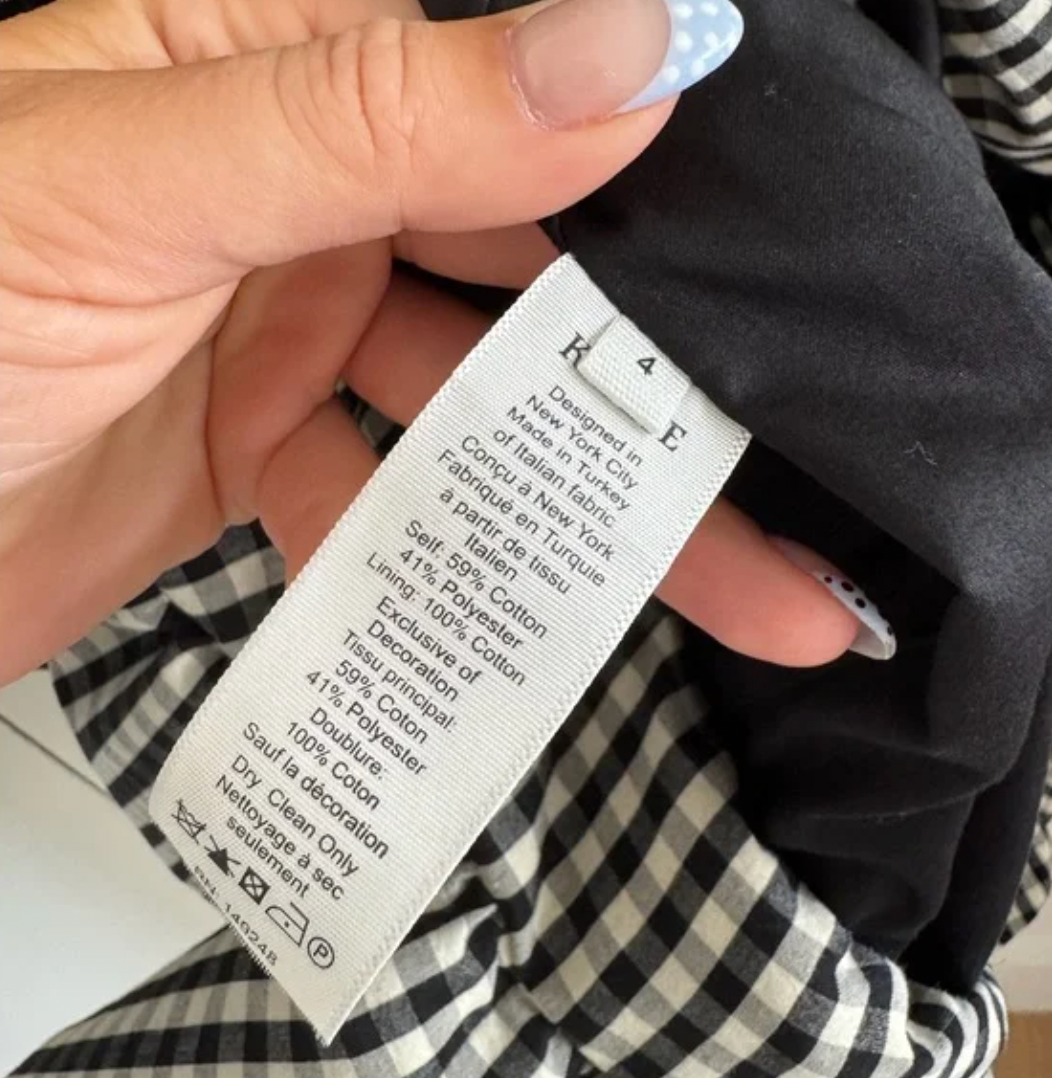 4
K E
Designed in
New York City
Made in Turkey
of Italian fabric.
Conçu à New York
Fabriqué en Turquie
à partir de tissu
Italien
Self: 59% Cotton
41% Polyester
Lining: 100% Cotton
Exclusive of
Decoration
Tissu principal:
59% Coton
41% Polyester
Doublure:
100% Coton
Sauf la décoration
Dry Clean Only
Nettoyage à sec
seulement
P
140248